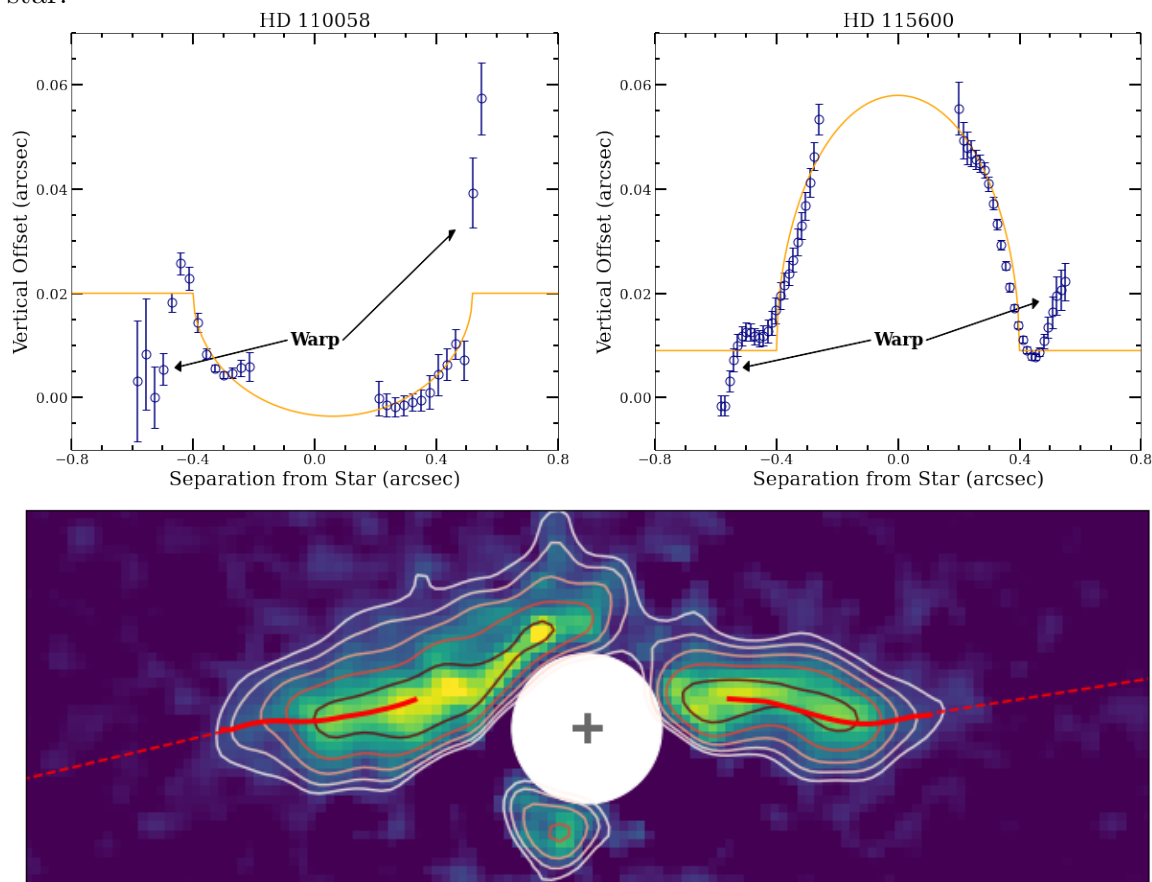 star.
HD 110058
HD 115600
Vertical Offset (arcsec)
0.06
0.04
0.02
0.00
Warp
−0.8 −0.4 0.0 0.4 0.8
Separation from Star (arcsec)
Vertical Offset (arcsec)
0.06
0.04
0.02
0.00
Warp
−0.8 −0.4 0.0 0.4 0.8
Separation from Star (arcsec)